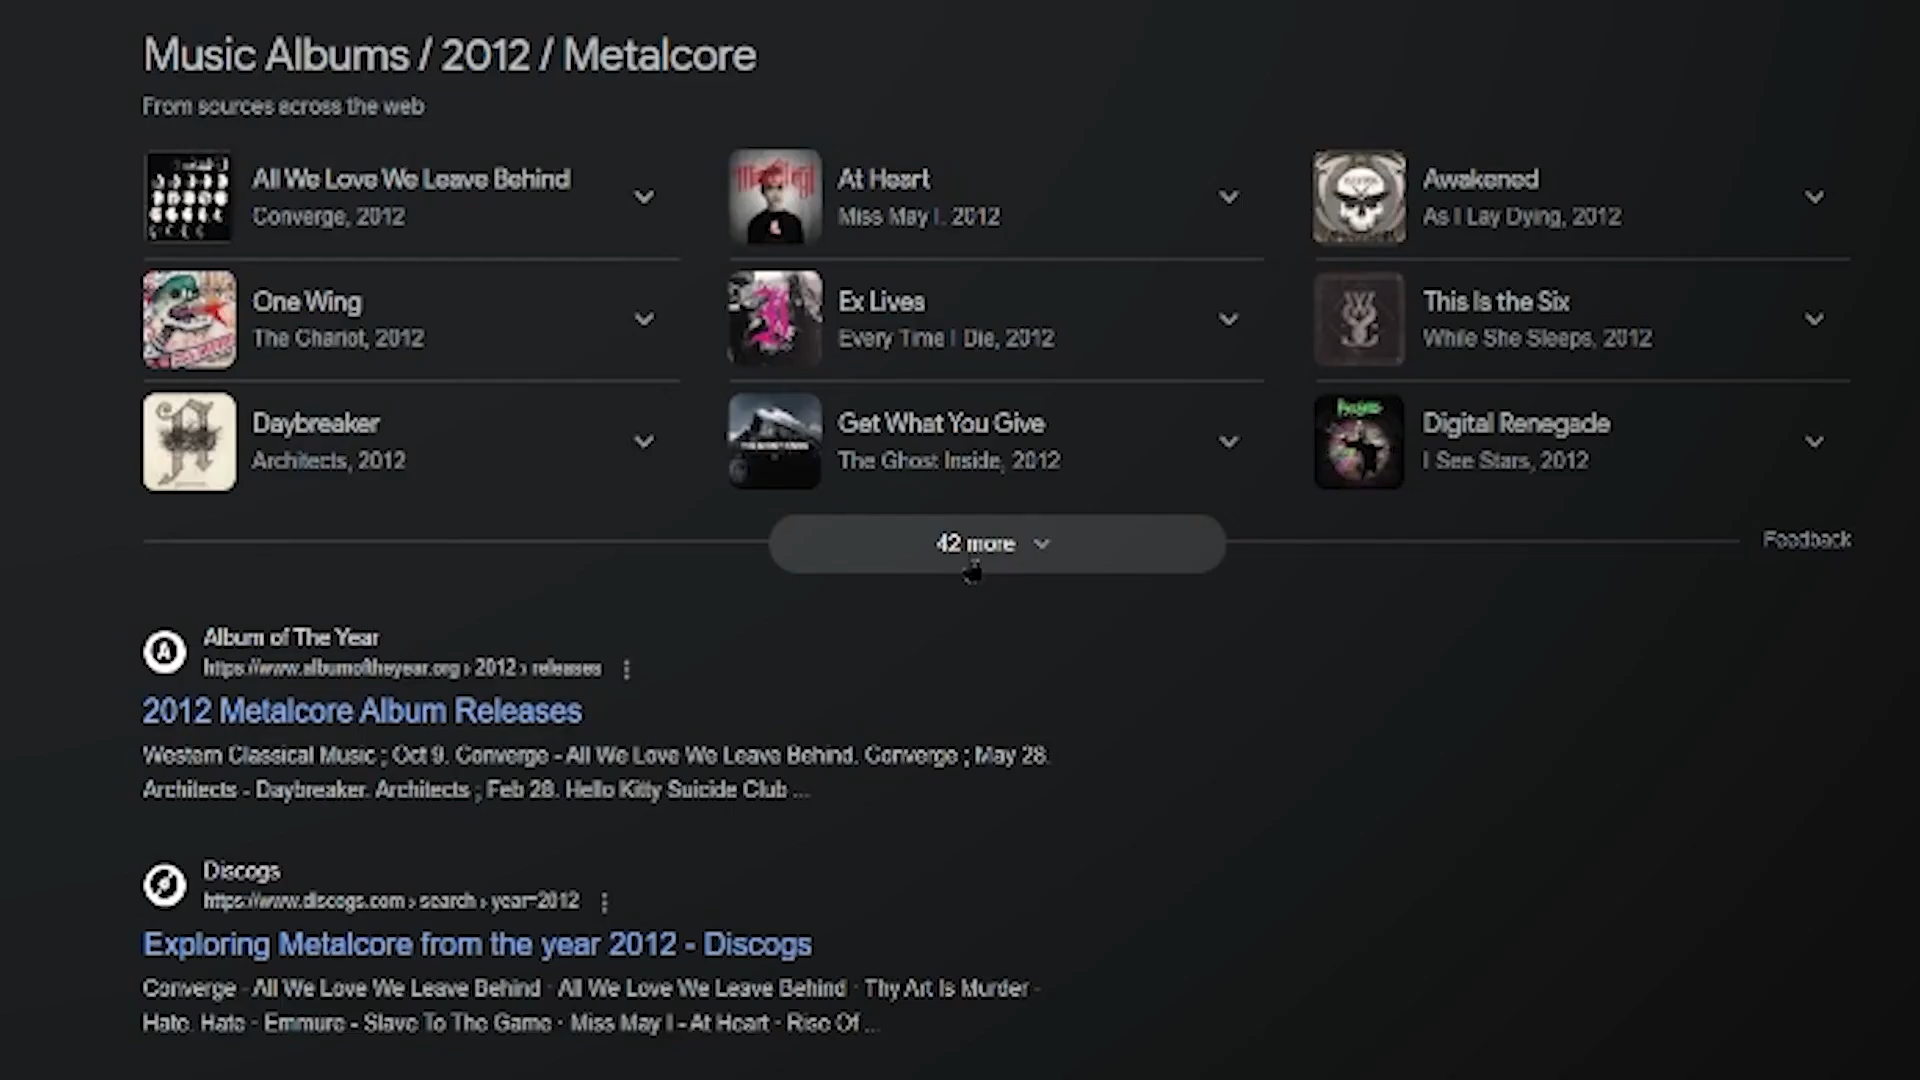 Music Albums / 2012 / Metalcore
From sources across the web
All We Love We Leave Behind
Converge, 2012
At Heart
Miss May I, 2012
Awakened
As I Lay Dying, 2012
One Wing
The Chariot, 2012
Ex Lives
Every Time I Die, 2012
This Is the Six
While She Sleeps, 2012
Daybreaker
Architects, 2012
Get What You Give
The Ghost Inside, 2012
Digital Renegade
I See Stars, 2012
42 more
Feedback
Album of The Year
https://www.albumoftheyear.org › 2012 › releases
2012 Metalcore Album Releases
Western Classical Music ; Oct 9. Converge - All We Love We Leave Behind. Converge ; May 28.
Architects - Daybreaker. Architects ; Feb 28. Hello Kitty Suicide Club ...
Discogs
https://www.discogs.com › search › year=2012
Exploring Metalcore from the year 2012 - Discogs
Converge - All We Love We Leave Behind · All We Love We Leave Behind · Thy Art Is Murder -
Hate. Hate · Emmure - Slave To The Game · Miss May I - At Heart · Rise Of ...